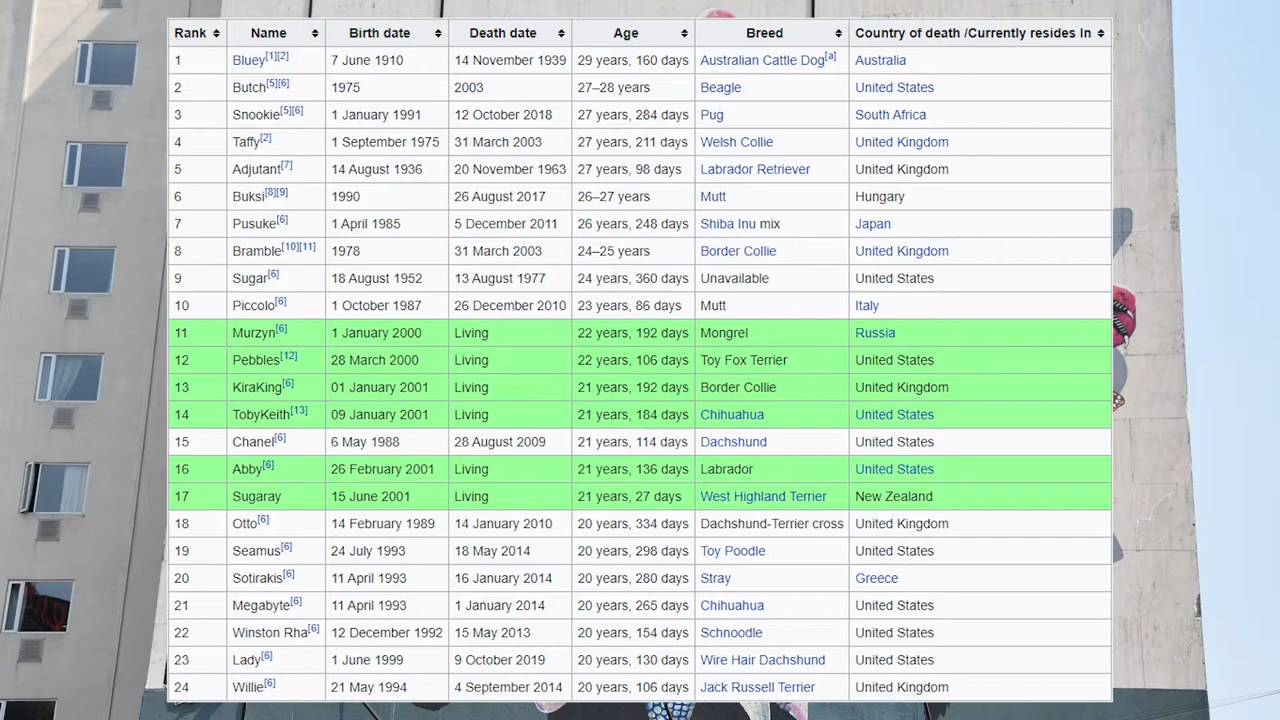 Rank Name Birth date Death date Age Breed Country of death /Currently resides In
1 Bluey[1][2] 7 June 1910 14 November 1939 29 years, 160 days Australian Cattle Dog[a] Australia
2 Butch[5][6] 1975 2003 27–28 years Beagle United States
3 Snookie[5][6] 1 January 1991 12 October 2018 27 years, 284 days Pug South Africa
4 Taffy[2] 1 September 1975 31 March 2003 27 years, 211 days Welsh Collie United Kingdom
5 Adjutant[7] 14 August 1936 20 November 1963 27 years, 98 days Labrador Retriever United Kingdom
6 Buksi[8][9] 1990 26 August 2017 26–27 years Mutt Hungary
7 Pusuke[6] 1 April 1985 5 December 2011 26 years, 248 days Shiba Inu mix Japan
8 Bramble[10][11] 1978 31 March 2003 24–25 years Border Collie United Kingdom
9 Sugar[6] 18 August 1952 13 August 1977 24 years, 360 days Unavailable United States
10 Piccolo[6] 1 October 1987 26 December 2010 23 years, 86 days Mutt Italy
11 Murzyn[6] 1 January 2000 Living 22 years, 192 days Mongrel Russia
12 Pebbles[12] 28 March 2000 Living 22 years, 106 days Toy Fox Terrier United States
13 KiraKing[6] 01 January 2001 Living 21 years, 192 days Border Collie United Kingdom
14 TobyKeith[13] 09 January 2001 Living 21 years, 184 days Chihuahua United States
15 Chanel[6] 6 May 1988 28 August 2009 21 years, 114 days Dachshund United States
16 Abby[6] 26 February 2001 Living 21 years, 136 days Labrador United States
17 Sugaray 15 June 2001 Living 21 years, 27 days West Highland Terrier New Zealand
18 Otto[6] 14 February 1989 14 January 2010 20 years, 334 days Dachshund-Terrier cross United Kingdom
19 Seamus[6] 24 July 1993 18 May 2014 20 years, 298 days Toy Poodle United States
20 Sotirakis[6] 11 April 1993 16 January 2014 20 years, 280 days Stray Greece
21 Megabyte[6] 11 April 1993 1 January 2014 20 years, 265 days Chihuahua United States
22 Winston Rha[6] 12 December 1992 15 May 2013 20 years, 154 days Schnoodle United States
23 Lady[6] 1 June 1999 9 October 2019 20 years, 130 days Wire Hair Dachshund United States
24 Willie[6] 21 May 1994 4 September 2014 20 years, 106 days Jack Russell Terrier United Kingdom